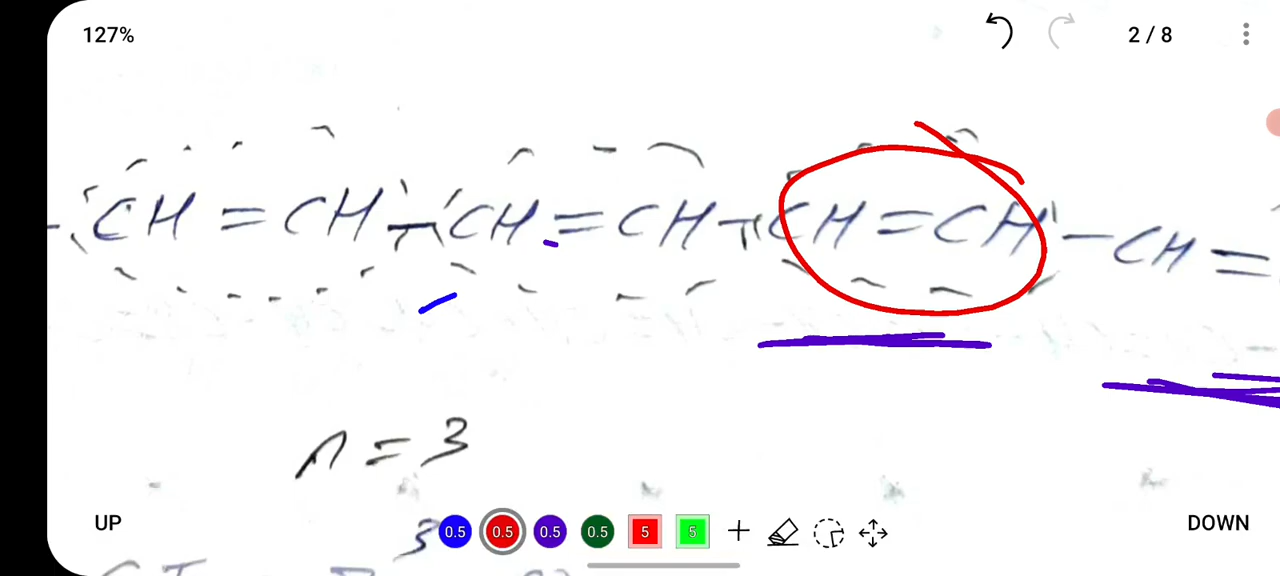 127%
2 / 8
-CH=CH-CH=CH-CH=CH-CH=
n = 3
UP
3
0.5 0.5 0.5 0.5 5 5 +
DOWN